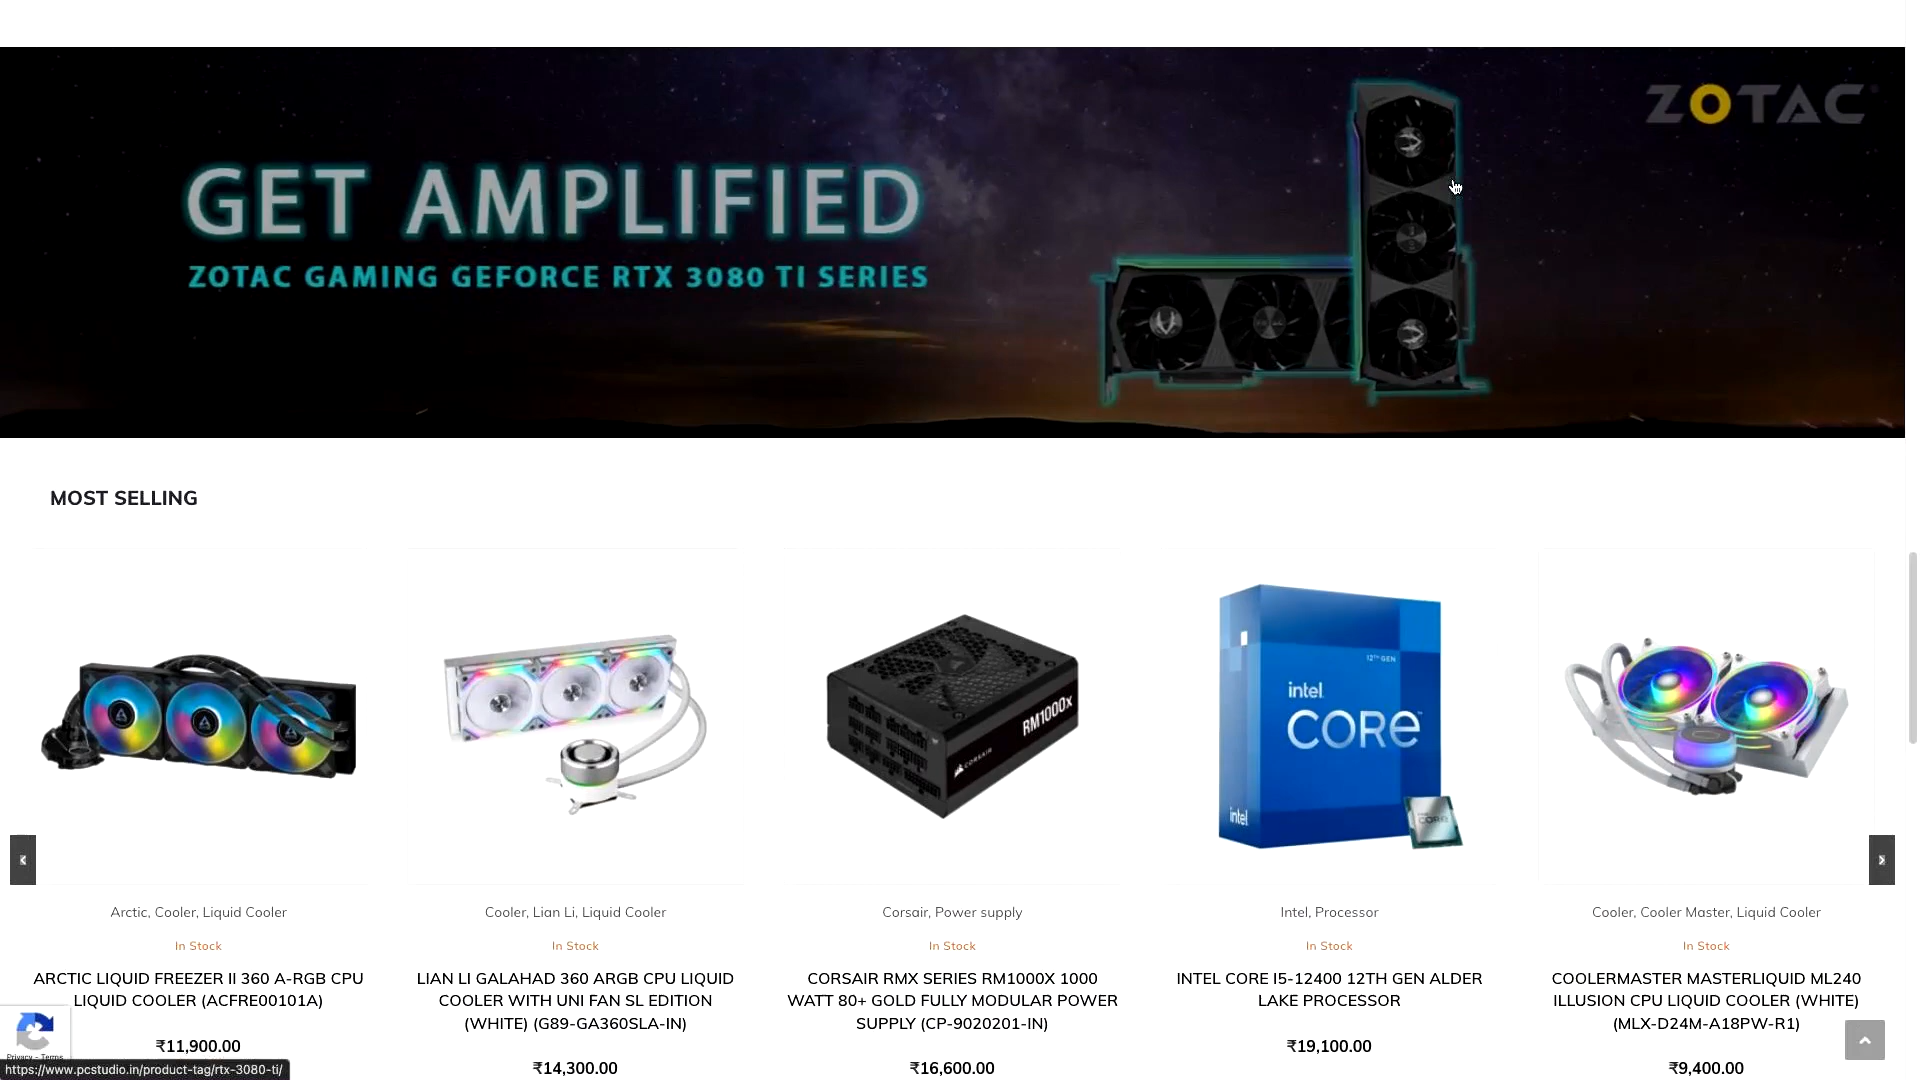 ZOTAC
GET AMPLIFIED
ZOTAC GAMING GEFORCE RTX 3080 TI SERIES
MOST SELLING
RM1000x
CORSAIR
12TH GEN
intel
CORE
intel
CORE
Arctic, Cooler, Liquid Cooler
In Stock
ARCTIC LIQUID FREEZER II 360 A-RGB CPU
LIQUID COOLER (ACFRE00101A)
₹11,900.00
Cooler, Lian Li, Liquid Cooler
In Stock
LIAN LI GALAHAD 360 ARGB CPU LIQUID
COOLER WITH UNI FAN SL EDITION
(WHITE) (G89-GA360SLA-IN)
₹14,300.00
Corsair, Power supply
In Stock
CORSAIR RMX SERIES RM1000X 1000
WATT 80+ GOLD FULLY MODULAR POWER
SUPPLY (CP-9020201-IN)
₹16,600.00
Intel, Processor
In Stock
INTEL CORE I5-12400 12TH GEN ALDER
LAKE PROCESSOR
₹19,100.00
Cooler, Cooler Master, Liquid Cooler
In Stock
COOLERMASTER MASTERLIQUID ML240
ILLUSION CPU LIQUID COOLER (WHITE)
(MLX-D24M-A18PW-R1)
₹9,400.00
Privacy - Terms
https://www.pcstudio.in/product-tag/rtx-3080-ti/